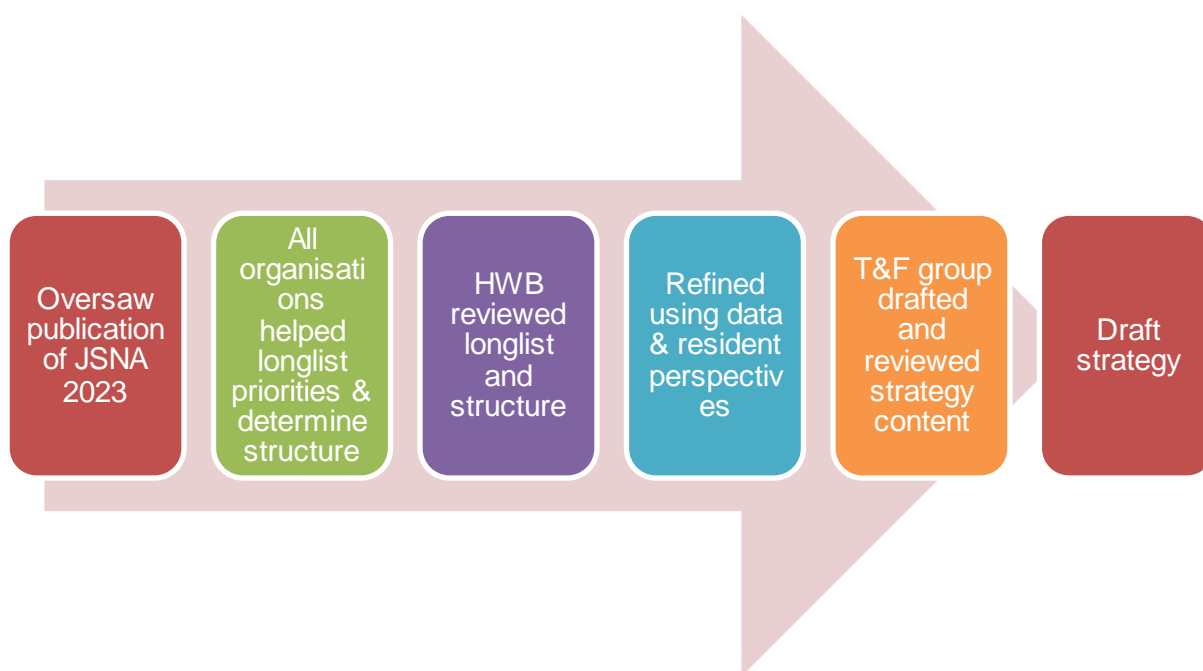 Oversaw
publication
of JSNA
2023
All
organisati
ons
helped
longlist
priorities &
determine
structure
HWB
reviewed
longlist
and
structure
Refined
using data
& resident
perspectiv
es
T&F group
drafted
and
reviewed
strategy
content
Draft
strategy